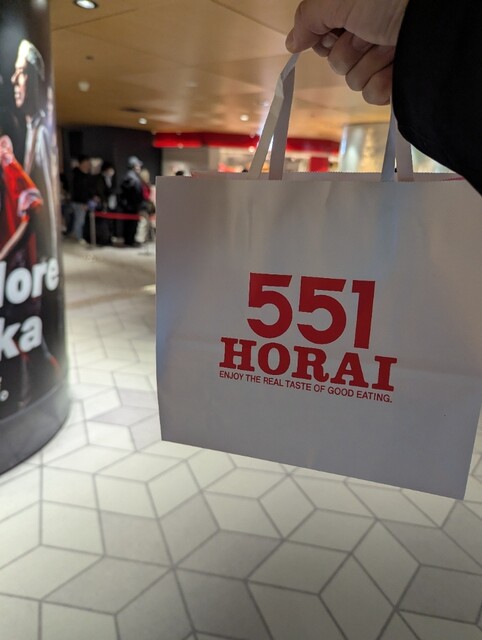 lore
ka
551
HORAI
ENJOY THE REAL TASTE OF GOOD EATING.